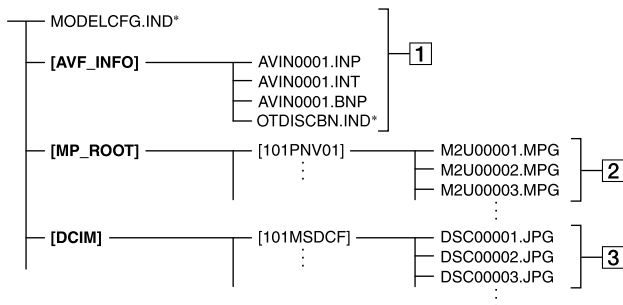 MODELCFG.IND*
[AVF_INFO] AVIN0001.INP
AVIN0001.INT
AVIN0001.BNP
OTDISCBN.IND*
1
[MP_ROOT] [101PNV01] M2U00001.MPG
M2U00002.MPG
M2U00003.MPG
2
[DCIM] [101MSDCF] DSC00001.JPG
DSC00002.JPG
DSC00003.JPG
3